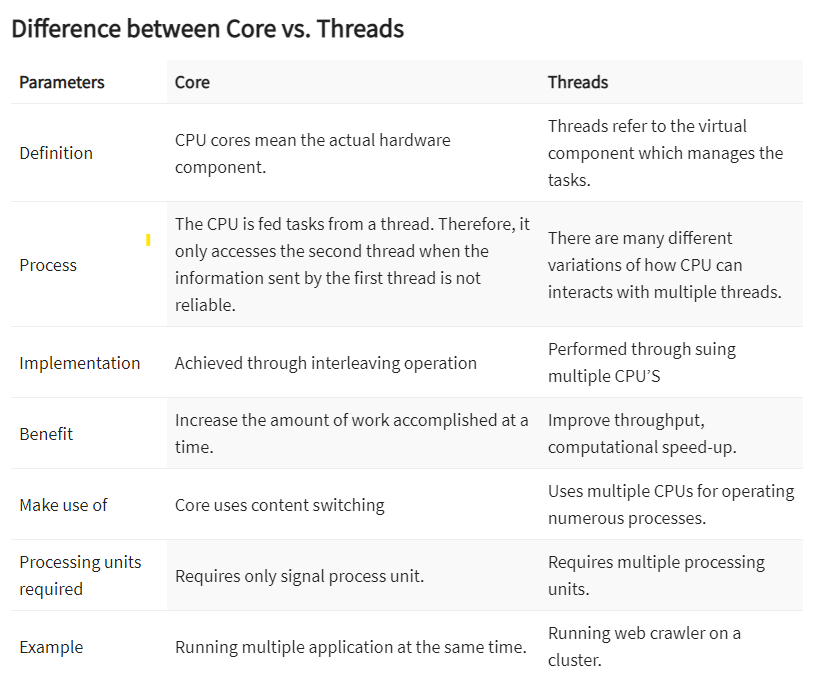 Difference between Core vs. Threads
Parameters
Core
Threads
Definition
CPU cores mean the actual hardware
component.
Threads refer to the virtual
component which manages the
tasks.
Process
The CPU is fed tasks from a thread. Therefore, it
only accesses the second thread when the
information sent by the first thread is not
reliable.
There are many different
variations of how CPU can
interacts with multiple threads.
Implementation
Achieved through interleaving operation
Performed through suing
multiple CPU’S
Benefit
Increase the amount of work accomplished at a
time.
Improve throughput,
computational speed-up.
Make use of
Core uses content switching
Uses multiple CPUs for operating
numerous processes.
Processing units
required
Requires only signal process unit.
Requires multiple processing
units.
Example
Running multiple application at the same time.
Running web crawler on a
cluster.